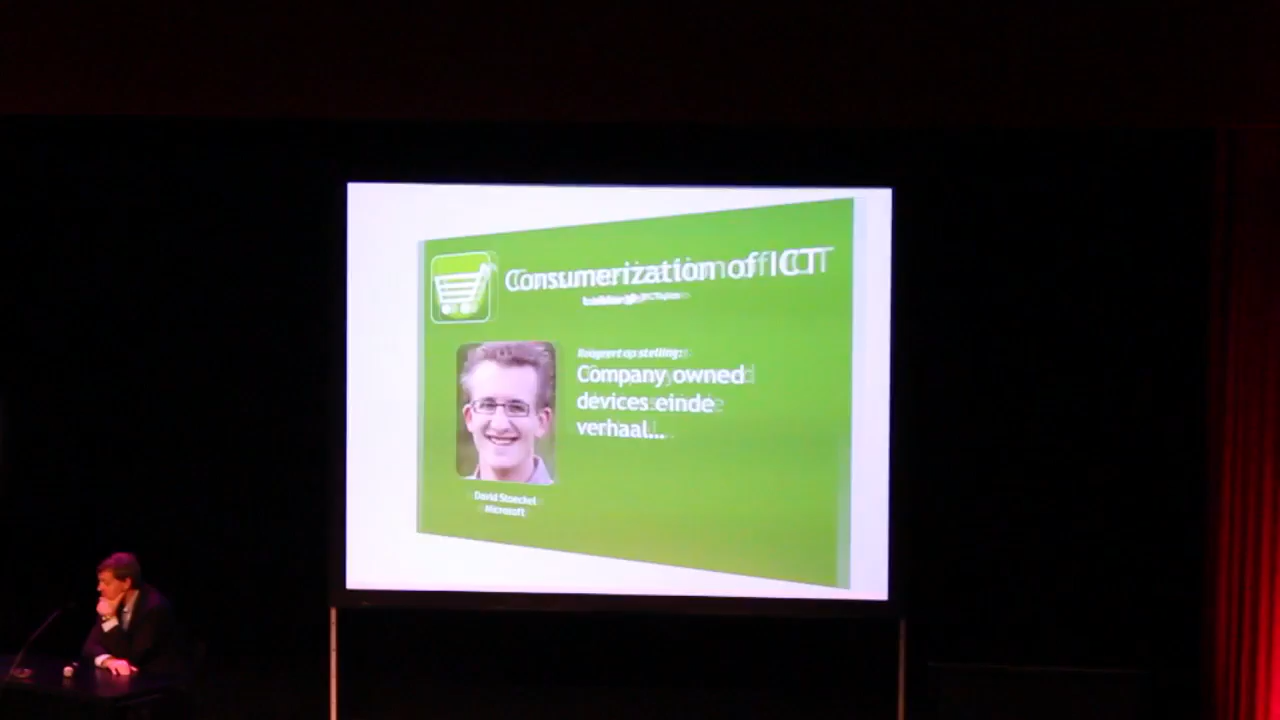 Consumerization of ICT
Reageert op stelling:
Company owned
devices einde
verhaal...
David Stoeckel
Microsoft